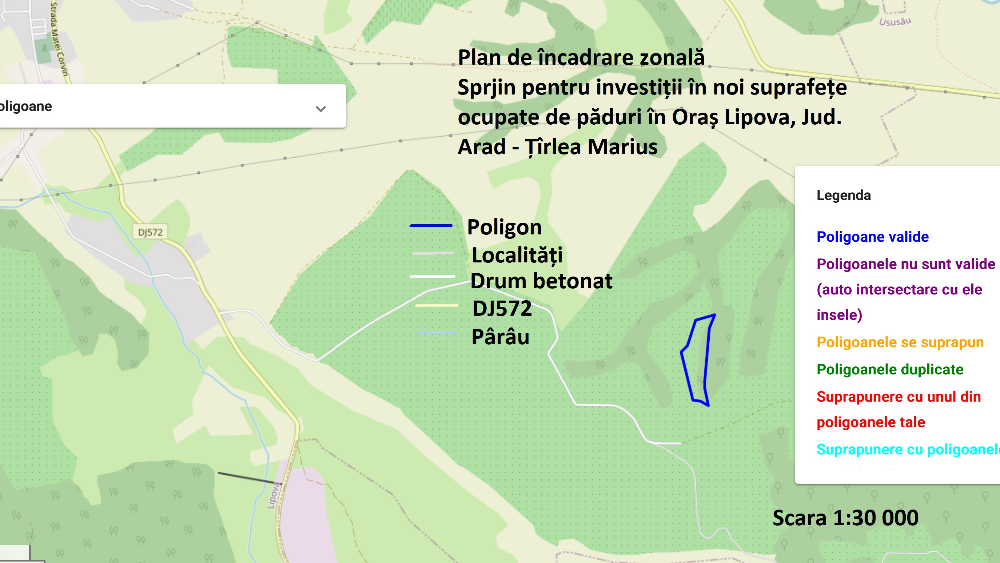 Strada Matei Corvin
Ususău
Plan de încadrare zonală
Sprjin pentru investiții în noi suprafețe
ocupate de păduri în Oraș Lipova, Jud.
Arad - Țîrlea Marius
oligoane
DJ572
Poligon
Localități
Drum betonat
DJ572
Pârâu
Legenda
Poligoane valide
Poligoanele nu sunt valide
(auto intersectare cu ele
insele)
Poligoanele se suprapun
Poligoanele duplicate
Suprapunere cu unul din
poligoanele tale
Suprapunere cu poligoanele
Lipova
Scara 1:30 000